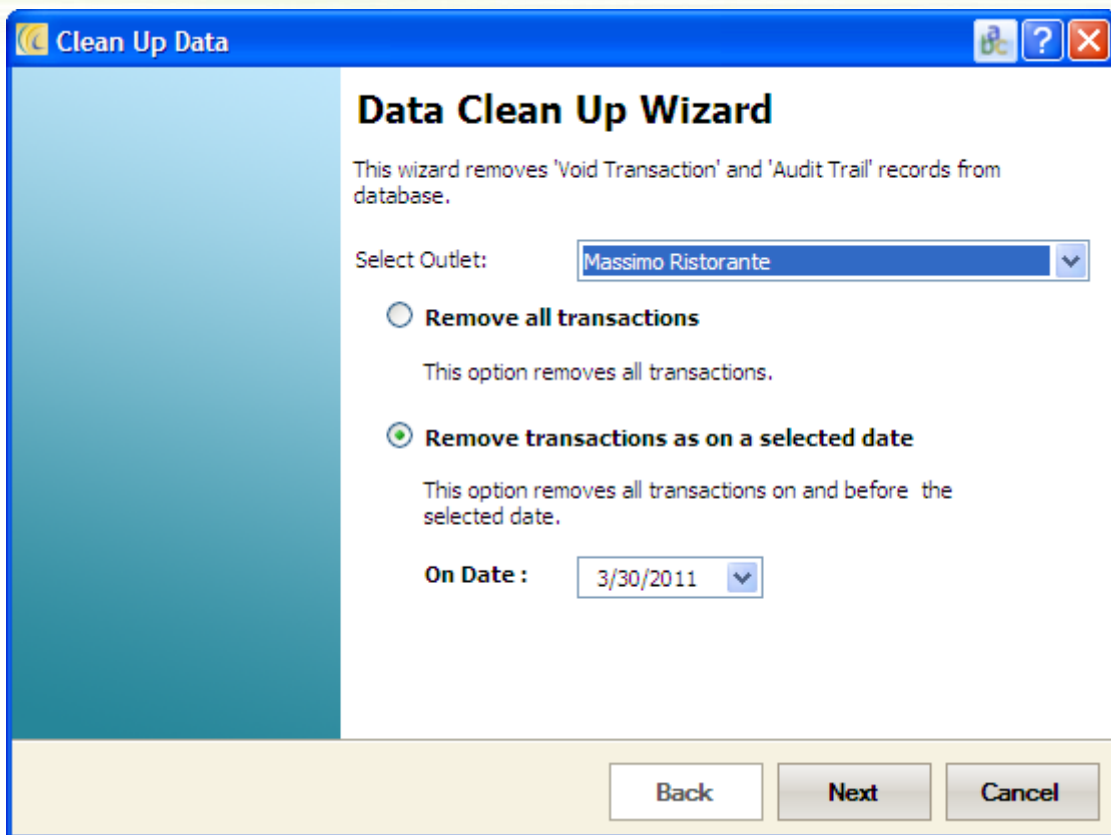 Clean Up Data
abc ?
Data Clean Up Wizard
This wizard removes 'Void Transaction' and 'Audit Trail' records from
database.
Select Outlet: Massimo Ristorante
Remove all transactions
This option removes all transactions.
Remove transactions as on a selected date
This option removes all transactions on and before  the
selected date.
On Date : 3/30/2011
Back Next Cancel